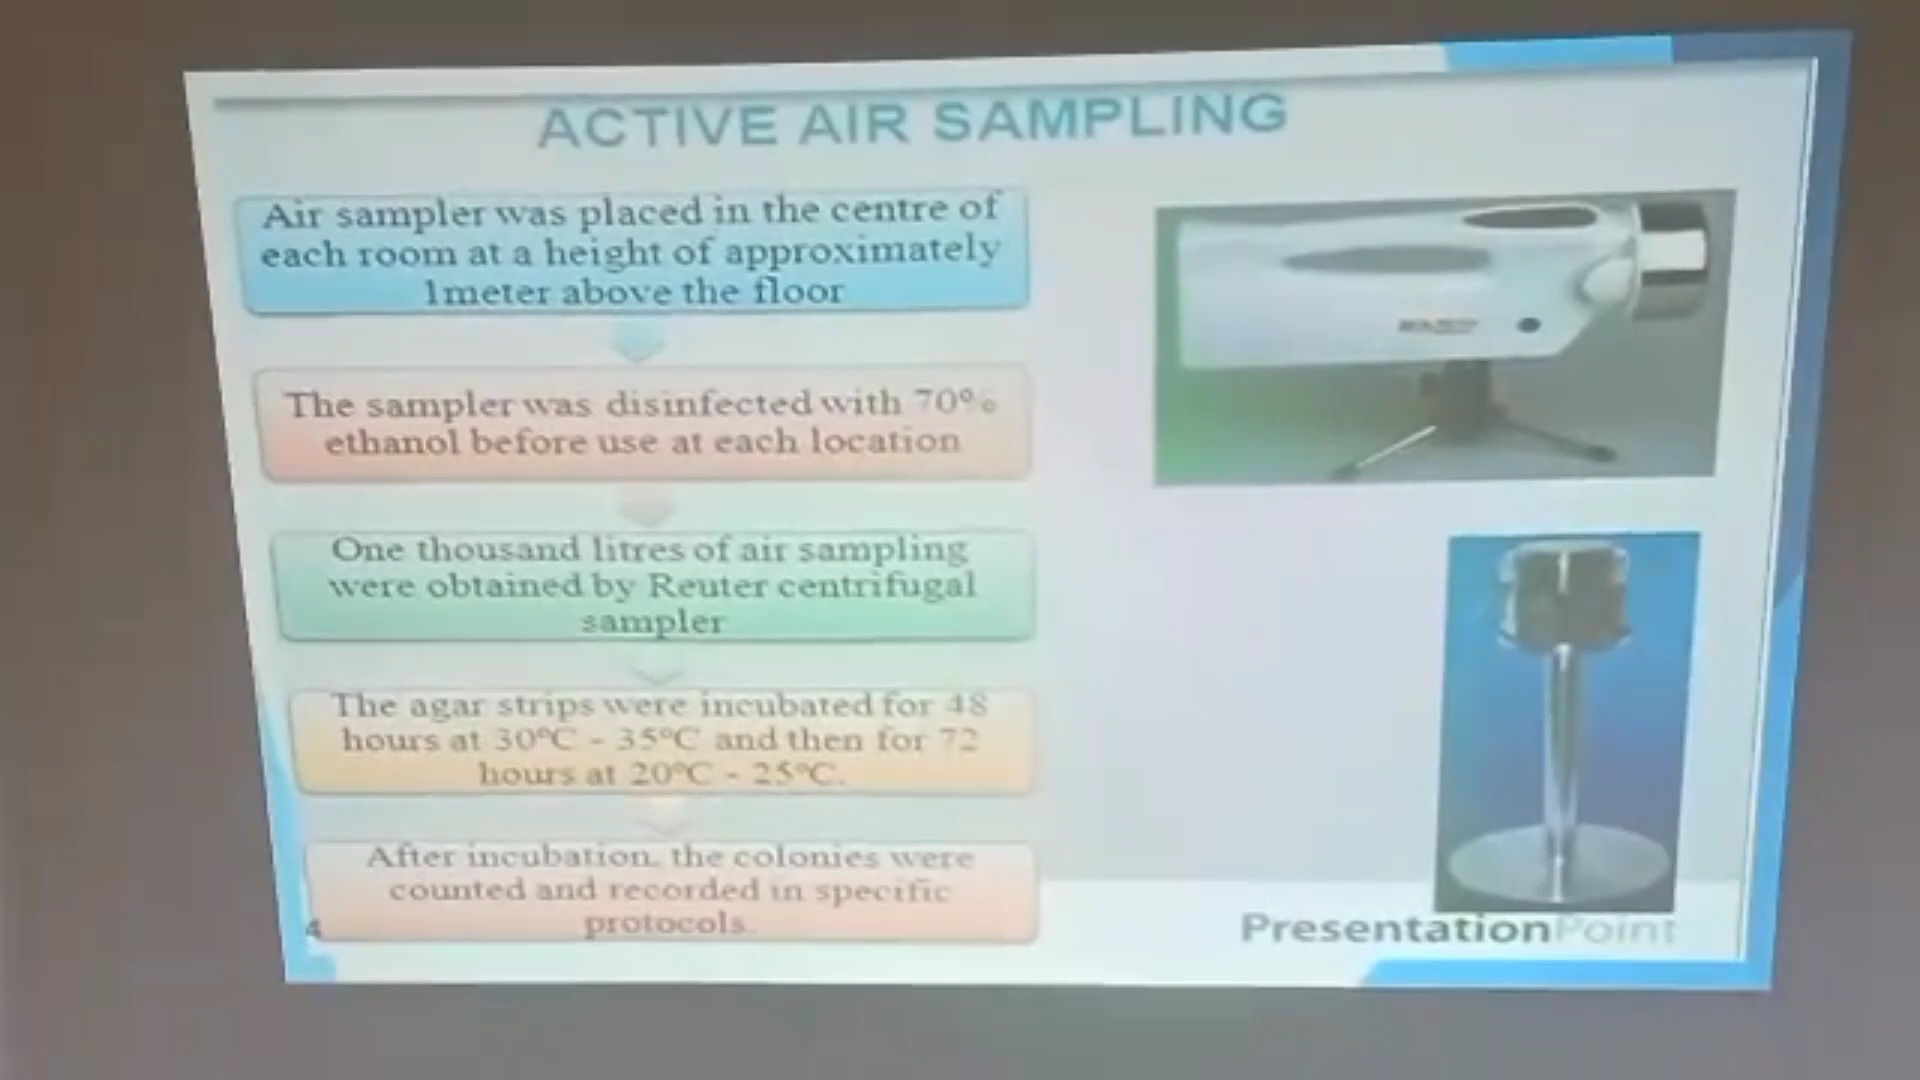 ACTIVE AIR SAMPLING
Air sampler was placed in the centre of
each room at a height of approximately
1meter above the floor
The sampler was disinfected with 70%
ethanol before use at each location
One thousand litres of air sampling
were obtained by Reuter centrifugal
sampler
The agar strips were incubated for 48
hours at 30°C - 35°C and then for 72
hours at 20°C - 25°C.
After incubation, the colonies were
counted and recorded in specific
protocols.
4
PresentationPoint